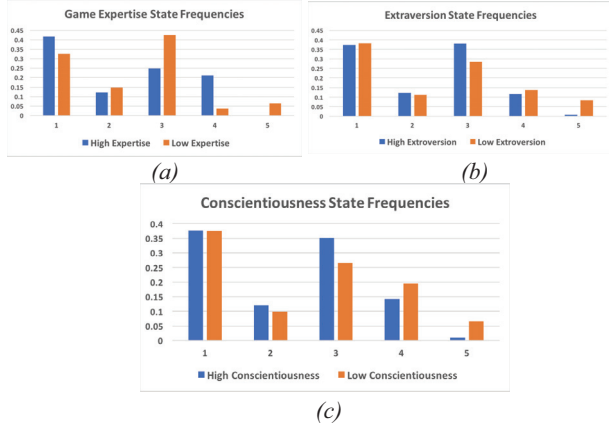 Game Expertise State Frequencies
0.45
0.4
0.35
0.3
0.25
0.2
0.15
0.1
0.05
0
1 2 3 4 5
High Expertise Low Expertise
(a)
Extraversion State Frequencies
0.45
0.4
0.35
0.3
0.25
0.2
0.15
0.1
0.05
0
1 2 3 4 5
High Extroversion Low Extroversion
(b)
Conscientiousness State Frequencies
0.4
0.35
0.3
0.25
0.2
0.15
0.1
0.05
0
1 2 3 4 5
High Conscientiousness Low Conscientiousness
(c)